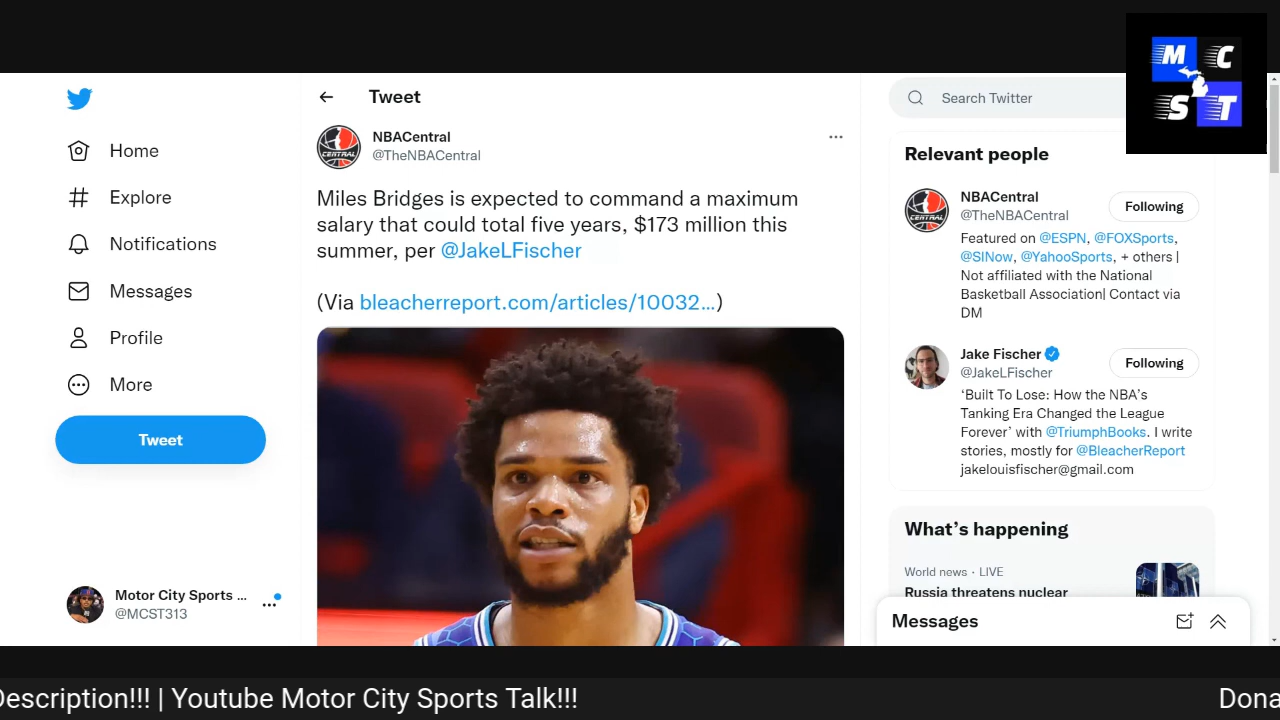 M C
S T
Home
Explore
Notifications
Messages
Profile
More
Tweet
Motor City Sports ...
@MCST313
Tweet
NBACentral
@TheNBACentral
Miles Bridges is expected to command a maximum
salary that could total five years, $173 million this
summer, per @JakeLFischer
(Via bleacherreport.com/articles/10032...)
Search Twitter
Relevant people
NBACentral
@TheNBACentral
Following
Featured on @ESPN, @FOXSports,
@SINow, @YahooSports, + others |
Not affiliated with the National
Basketball Association| Contact via
DM
Jake Fischer
@JakeLFischer
Following
‘Built To Lose: How the NBA’s
Tanking Era Changed the League
Forever’ with @TriumphBooks. I write
stories, mostly for @BleacherReport
jakelouisfischer@gmail.com
What’s happening
World news · LIVE
Russia threatens nuclear
Messages
Description!!! | Youtube Motor City Sports Talk!!!
Dona